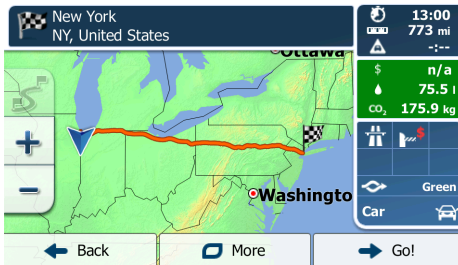 New York
NY, United States
13:00
773 mi
-:--
Ottawa
$ n/a
75.5 l
CO₂ 175.9 kg
$
Washingto
Green
Car
Back
More
Go!